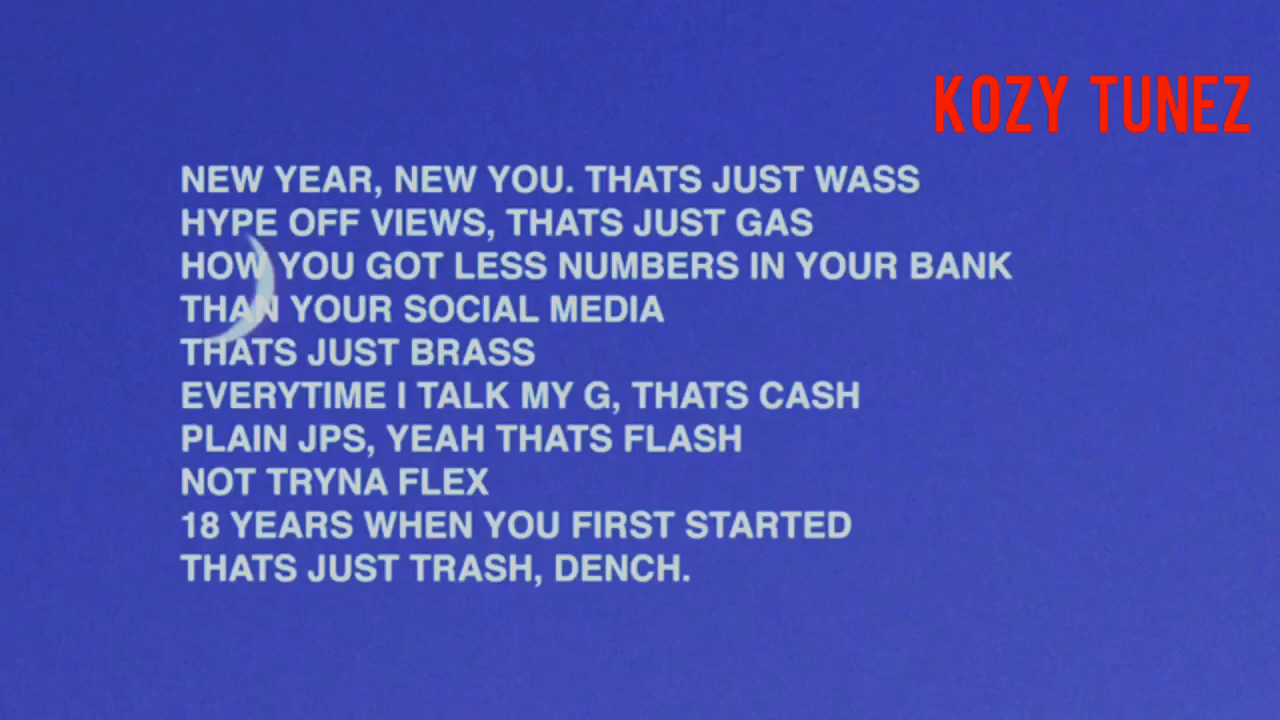 KOZY TUNEZ
NEW YEAR, NEW YOU. THATS JUST WASS
HYPE OFF VIEWS, THATS JUST GAS
HOW YOU GOT LESS NUMBERS IN YOUR BANK
THAN YOUR SOCIAL MEDIA
THATS JUST BRASS
EVERYTIME I TALK MY G, THATS CASH
PLAIN JPS, YEAH THATS FLASH
NOT TRYNA FLEX
18 YEARS WHEN YOU FIRST STARTED
THATS JUST TRASH, DENCH.